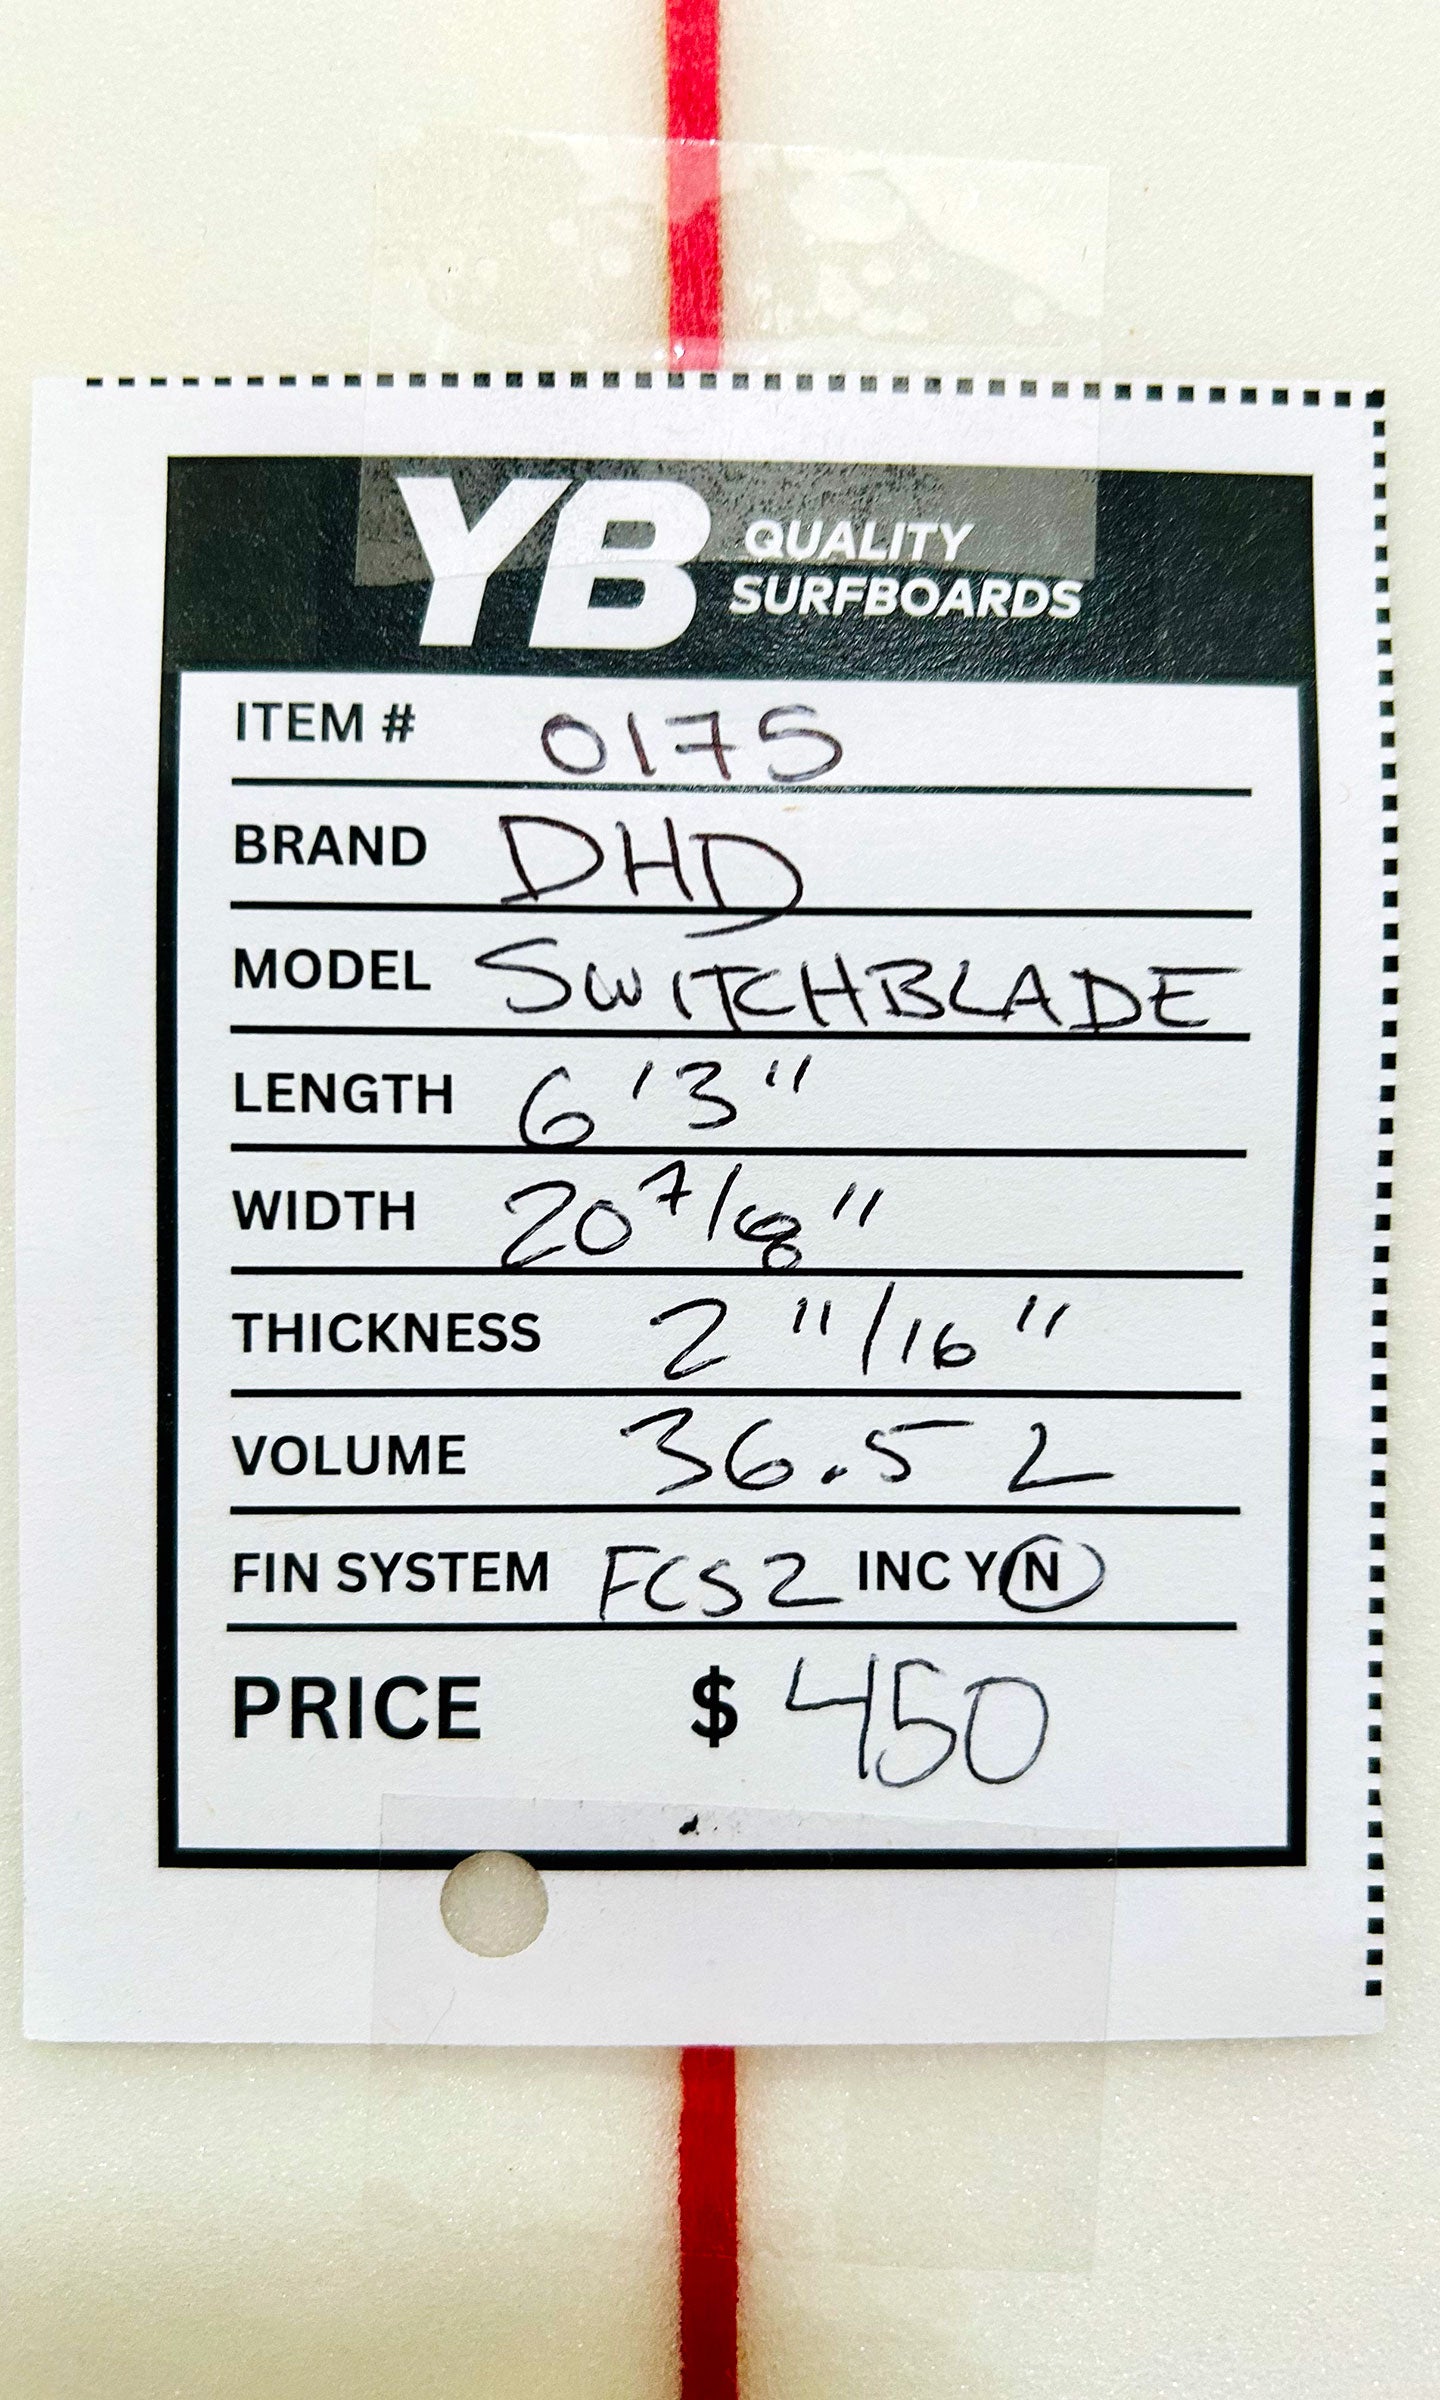 YB QUALITY
SURFBOARDS
ITEM # 0175
BRAND DHD
MODEL SWITCHBLADE
LENGTH 6'3"
WIDTH 20 7/8"
THICKNESS 2 11/16"
VOLUME 36.5 L
FIN SYSTEM FCS2 INC Y/N
PRICE $ 450